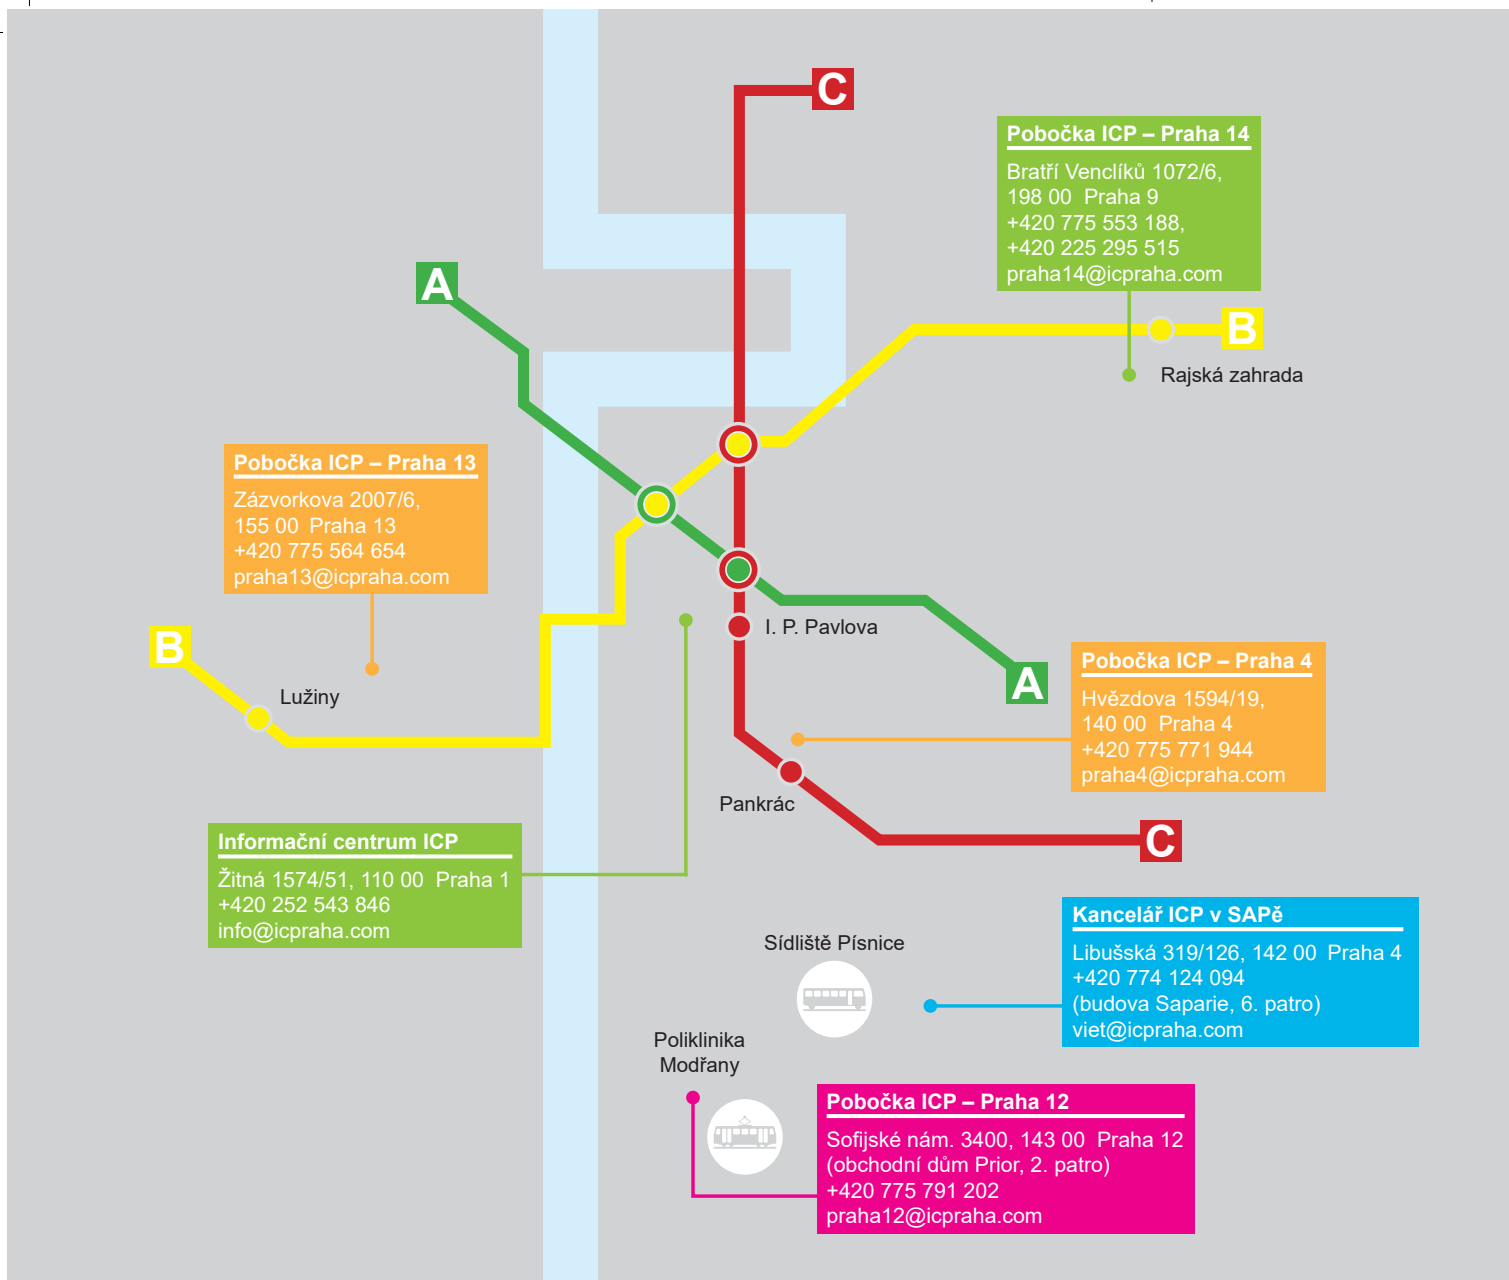 C
Pobočka ICP – Praha 14
Bratří Venclíků 1072/6,
198 00 Praha 9
+420 775 553 188,
+420 225 295 515
praha14@icpraha.com
A
B
Rajská zahrada
Pobočka ICP – Praha 13
Zázvorkova 2007/6,
155 00 Praha 13
+420 775 564 654
praha13@icpraha.com
I. P. Pavlova
B
Lužiny
A
Pobočka ICP – Praha 4
Hvězdova 1594/19,
140 00 Praha 4
+420 775 771 944
praha4@icpraha.com
Pankrác
C
Informační centrum ICP
Žitná 1574/51, 110 00 Praha 1
+420 252 543 846
info@icpraha.com
Kancelář ICP v SAPě
Libušská 319/126, 142 00 Praha 4
+420 774 124 094
(budova Saparie, 6. patro)
viet@icpraha.com
Sídliště Písnice
Poliklinika
Modřany
Pobočka ICP – Praha 12
Sofijské nám. 3400, 143 00 Praha 12
(obchodní dům Prior, 2. patro)
+420 775 791 202
praha12@icpraha.com